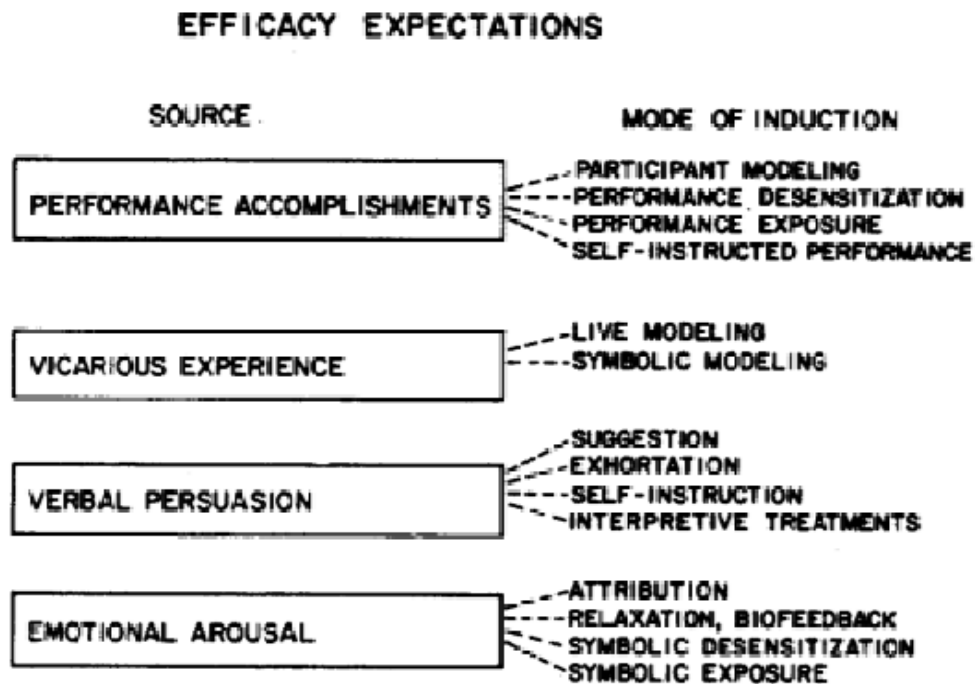 EFFICACY EXPECTATIONS
SOURCE
MODE OF INDUCTION
PERFORMANCE ACCOMPLISHMENTS
PARTICIPANT MODELING
PERFORMANCE DESENSITIZATION
PERFORMANCE EXPOSURE
SELF-INSTRUCTED PERFORMANCE
VICARIOUS EXPERIENCE
LIVE MODELING
SYMBOLIC MODELING
VERBAL PERSUASION
SUGGESTION
EXHORTATION
SELF-INSTRUCTION
INTERPRETIVE TREATMENTS
EMOTIONAL AROUSAL
ATTRIBUTION
RELAXATION, BIOFEEDBACK
SYMBOLIC DESENSITIZATION
SYMBOLIC EXPOSURE